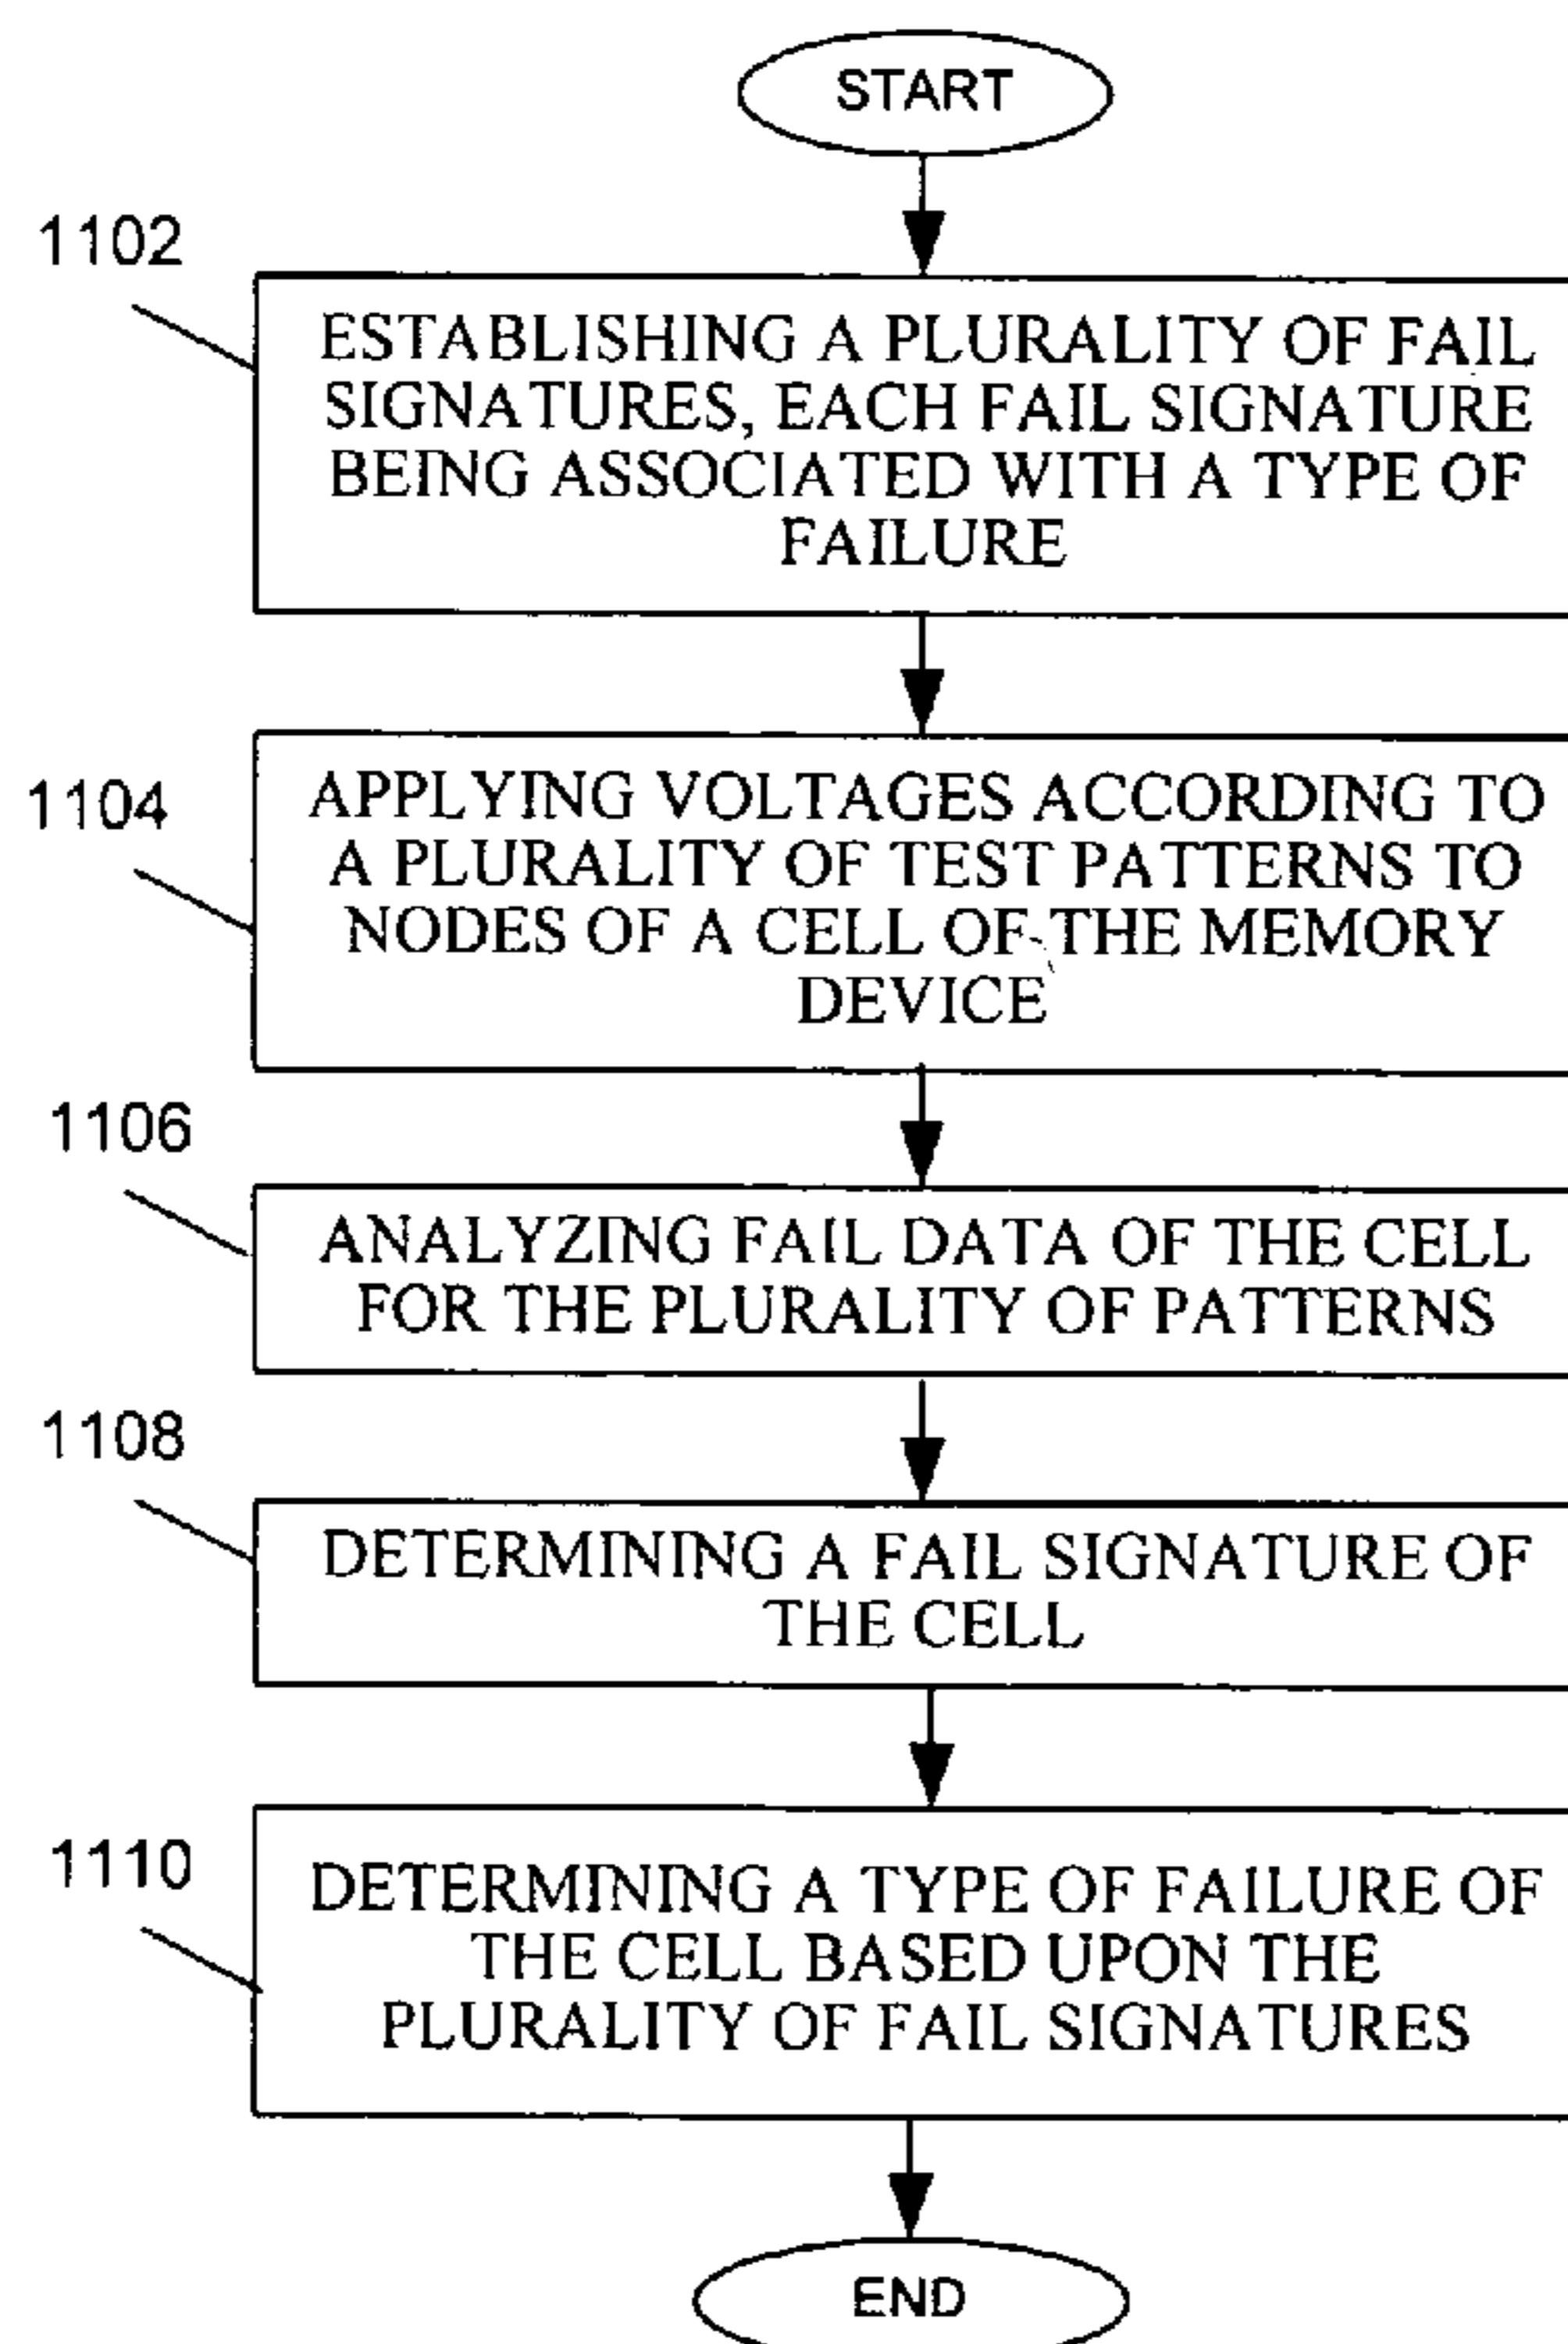 START
1102
ESTABLISHING A PLURALITY OF FAIL
SIGNATURES, EACH FAIL SIGNATURE
BEING ASSOCIATED WITH A TYPE OF
FAILURE
1104
APPLYING VOLTAGES ACCORDING TO
A PLURALITY OF TEST PATTERNS TO
NODES OF A CELL OF THE MEMORY
DEVICE
1106
ANALYZING FAIL DATA OF THE CELL
FOR THE PLURALITY OF PATTERNS
1108
DETERMINING A FAIL SIGNATURE OF
THE CELL
1110
DETERMINING A TYPE OF FAILURE OF
THE CELL BASED UPON THE
PLURALITY OF FAIL SIGNATURES
END